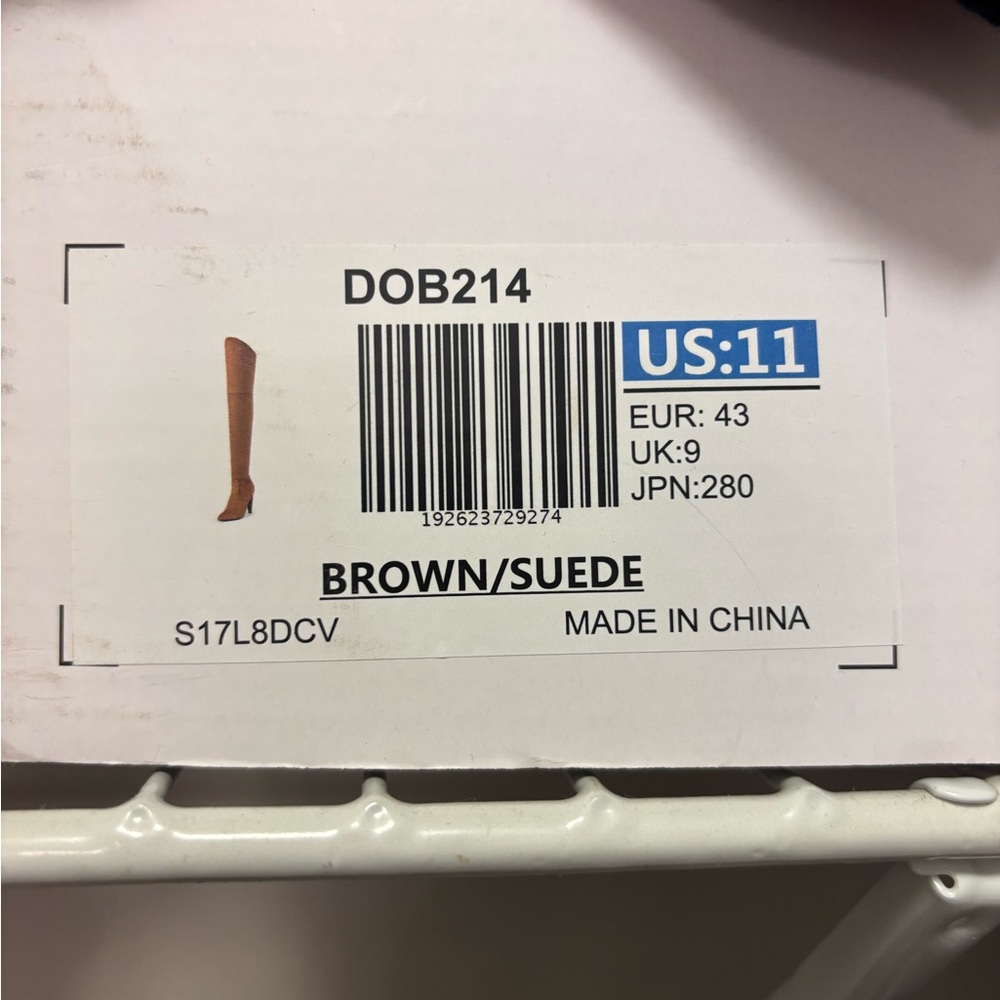 DOB214
US:11
EUR: 43
UK:9
JPN:280
192623729274
BROWN/SUEDE
S17L8DCV
MADE IN CHINA